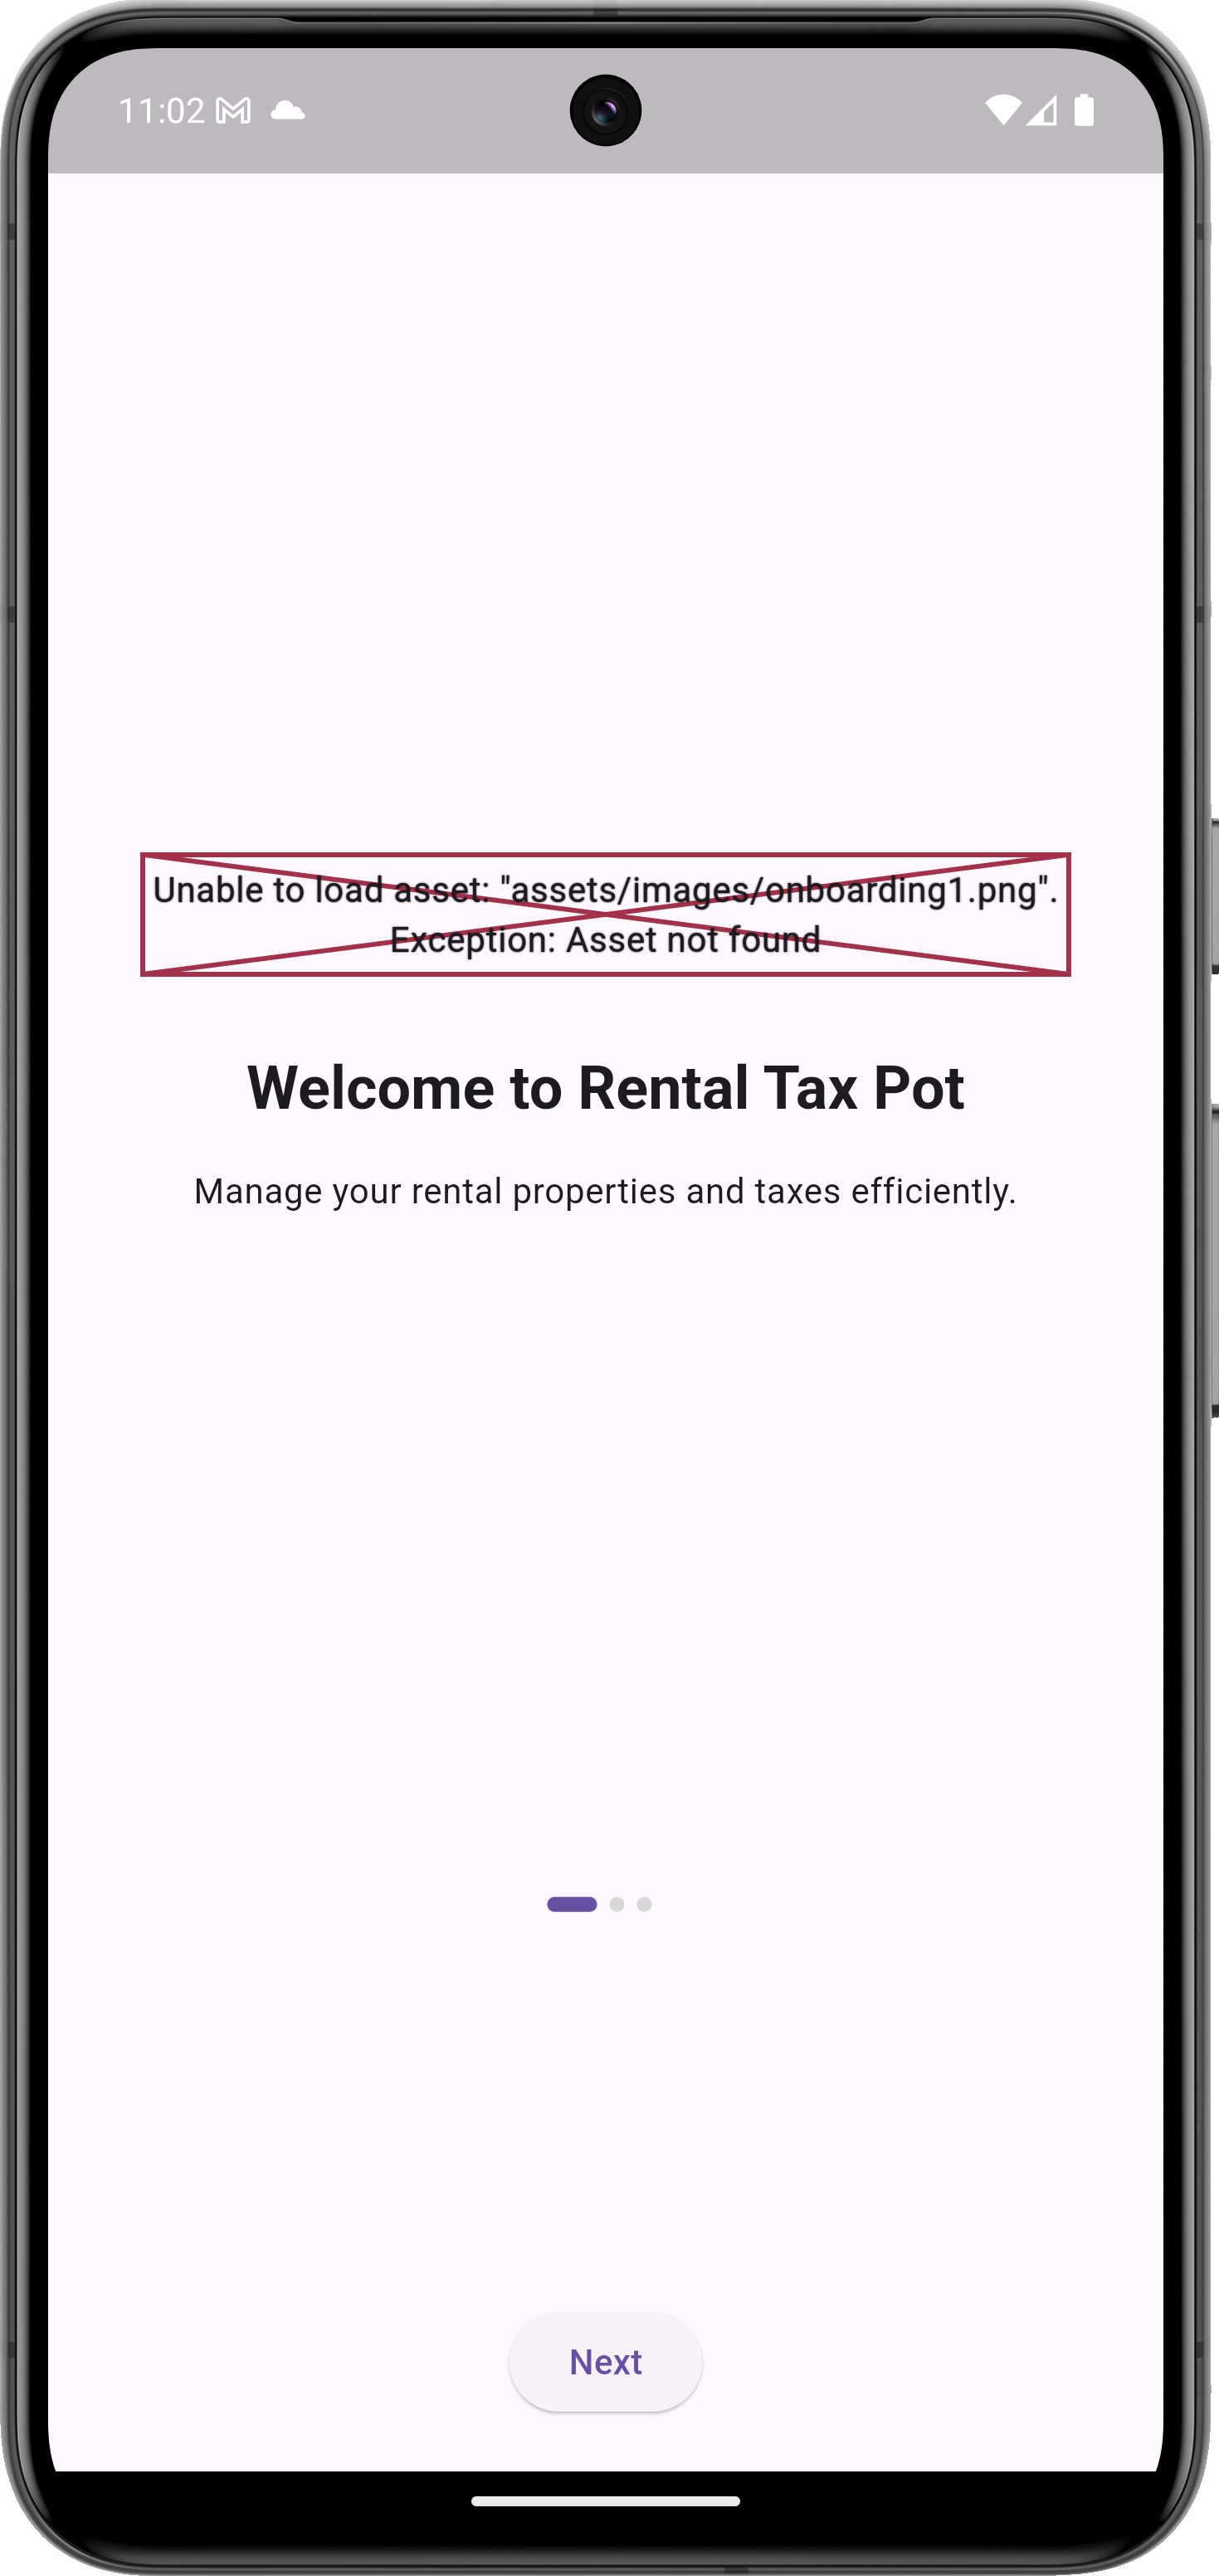 11:02
Unable to load asset: "assets/images/onboarding1.png".
Exception: Asset not found
Welcome to Rental Tax Pot
Manage your rental properties and taxes efficiently.
Next